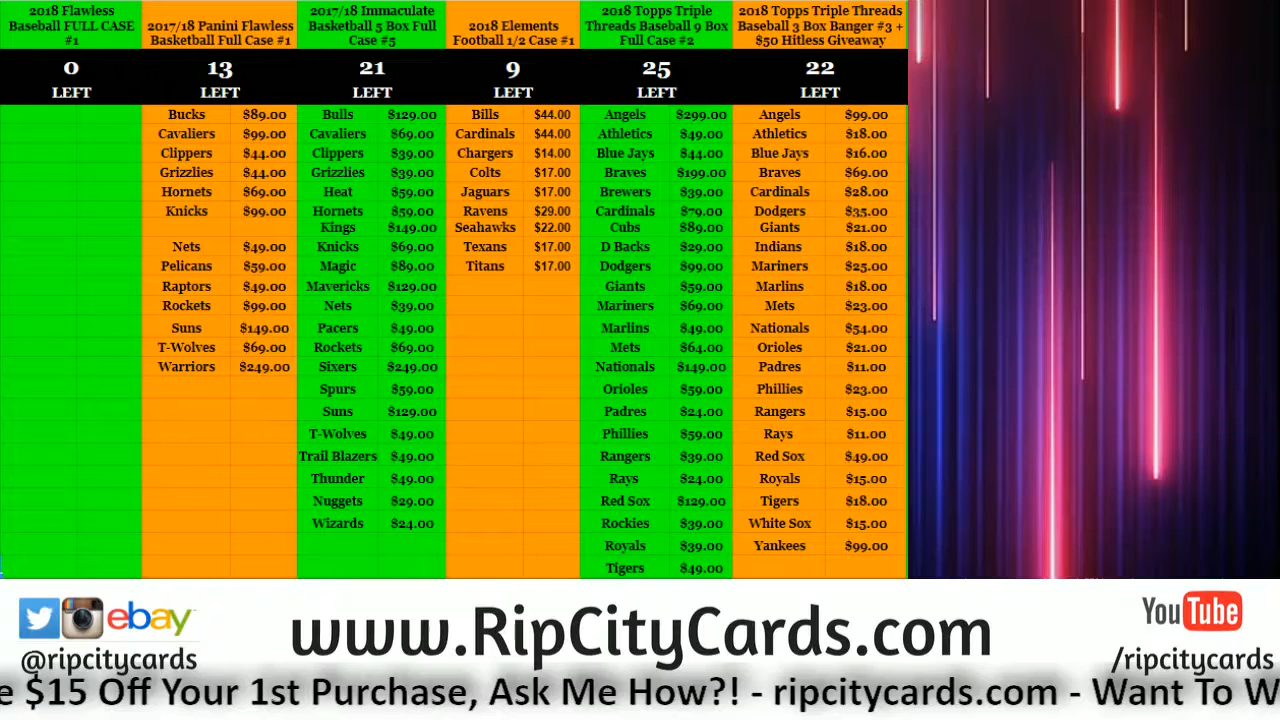 2018 Flawless
Baseball FULL CASE
#1
0
LEFT
2017/18 Panini Flawless
Basketball Full Case #1
13
LEFT
Bucks $89.00
Cavaliers $99.00
Clippers $44.00
Grizzlies $44.00
Hornets $69.00
Knicks $99.00
Nets $49.00
Pelicans $59.00
Raptors $49.00
Rockets $99.00
Suns $149.00
T-Wolves $69.00
Warriors $249.00
2017/18 Immaculate
Basketball 5 Box Full
Case #5
21
LEFT
Bulls $129.00
Cavaliers $69.00
Clippers $39.00
Grizzlies $39.00
Heat $59.00
Hornets $59.00
Kings $149.00
Knicks $69.00
Magic $89.00
Mavericks $129.00
Nets $39.00
Pacers $49.00
Rockets $69.00
Sixers $249.00
Spurs $59.00
Suns $129.00
T-Wolves $49.00
Trail Blazers $49.00
Thunder $49.00
Nuggets $29.00
Wizards $24.00
2018 Elements
Football 1/2 Case #1
9
LEFT
Bills $44.00
Cardinals $44.00
Chargers $14.00
Colts $17.00
Jaguars $17.00
Ravens $29.00
Seahawks $22.00
Texans $17.00
Titans $17.00
2018 Topps Triple
Threads Baseball 9 Box
Full Case #2
25
LEFT
Angels $299.00
Athletics $49.00
Blue Jays $44.00
Braves $199.00
Brewers $39.00
Cardinals $79.00
Cubs $89.00
D Backs $29.00
Dodgers $99.00
Giants $59.00
Mariners $69.00
Marlins $49.00
Mets $64.00
Nationals $149.00
Orioles $59.00
Padres $24.00
Phillies $59.00
Rangers $39.00
Rays $24.00
Red Sox $129.00
Rockies $39.00
Royals $39.00
Tigers $49.00
2018 Topps Triple Threads
Baseball 3 Box Banger #3 +
$50 Hitless Giveaway
22
LEFT
Angels $99.00
Athletics $18.00
Blue Jays $16.00
Braves $69.00
Cardinals $28.00
Dodgers $35.00
Giants $21.00
Indians $18.00
Mariners $25.00
Marlins $18.00
Mets $23.00
Nationals $54.00
Orioles $21.00
Padres $11.00
Phillies $23.00
Rangers $15.00
Rays $11.00
Red Sox $49.00
Royals $15.00
Tigers $18.00
White Sox $15.00
Yankees $99.00
ebay
@ripcitycards
www.RipCityCards.com
YouTube
/ripcitycards
e $15 Off Your 1st Purchase, Ask Me How?! - ripcitycards.com - Want To W